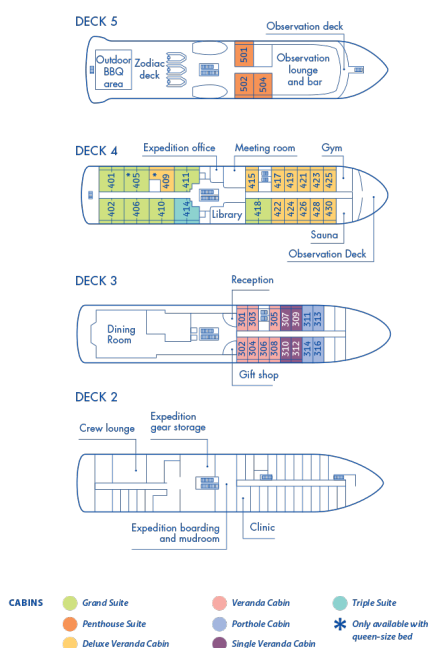 DECK 5
Observation deck
Outdoor
BBQ
area
Zodiac
deck
501
502
504
Observation
lounge
and bar
DECK 4
Expedition office
Meeting room
Gym
401
* 405
* 409
411
415
417
419
421
423
425
402
406
410
414
Library
418
422
424
426
428
430
Sauna
Observation Deck
DECK 3
Reception
Dining
Room
301
303
305
307
309
311
313
302
304
306
308
310
312
314
316
Gift shop
DECK 2
Crew lounge
Expedition
gear storage
Expedition boarding
and mudroom
Clinic
CABINS
Grand Suite
Penthouse Suite
Deluxe Veranda Cabin
Veranda Cabin
Porthole Cabin
Single Veranda Cabin
Triple Suite
* Only available with
queen-size bed